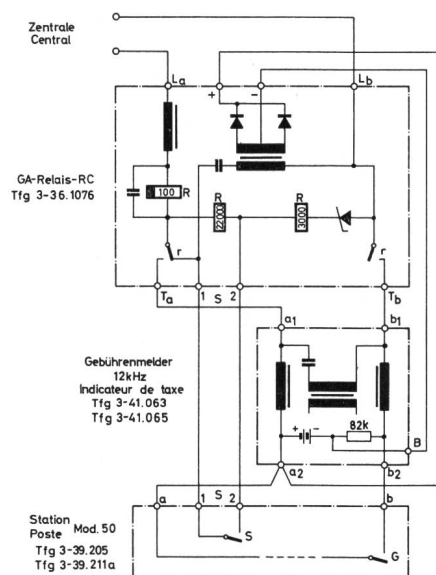 Zentrale
Central
La
+
-
Lb
GA-Relais-RC
Tfg 3-36.1076
100 R
R
22000
R
3000
r
r
Ta
1 S 2
Tb
a1
b1
Gebührenmelder
12kHz
Indicateur de taxe
Tfg 3-41.063
Tfg 3-41.065
+ -
82k
B
a2
b2
a
1 S 2
b
Station
Poste Mod. 50
Tfg 3-39.205
Tfg 3-39.211a
S
G